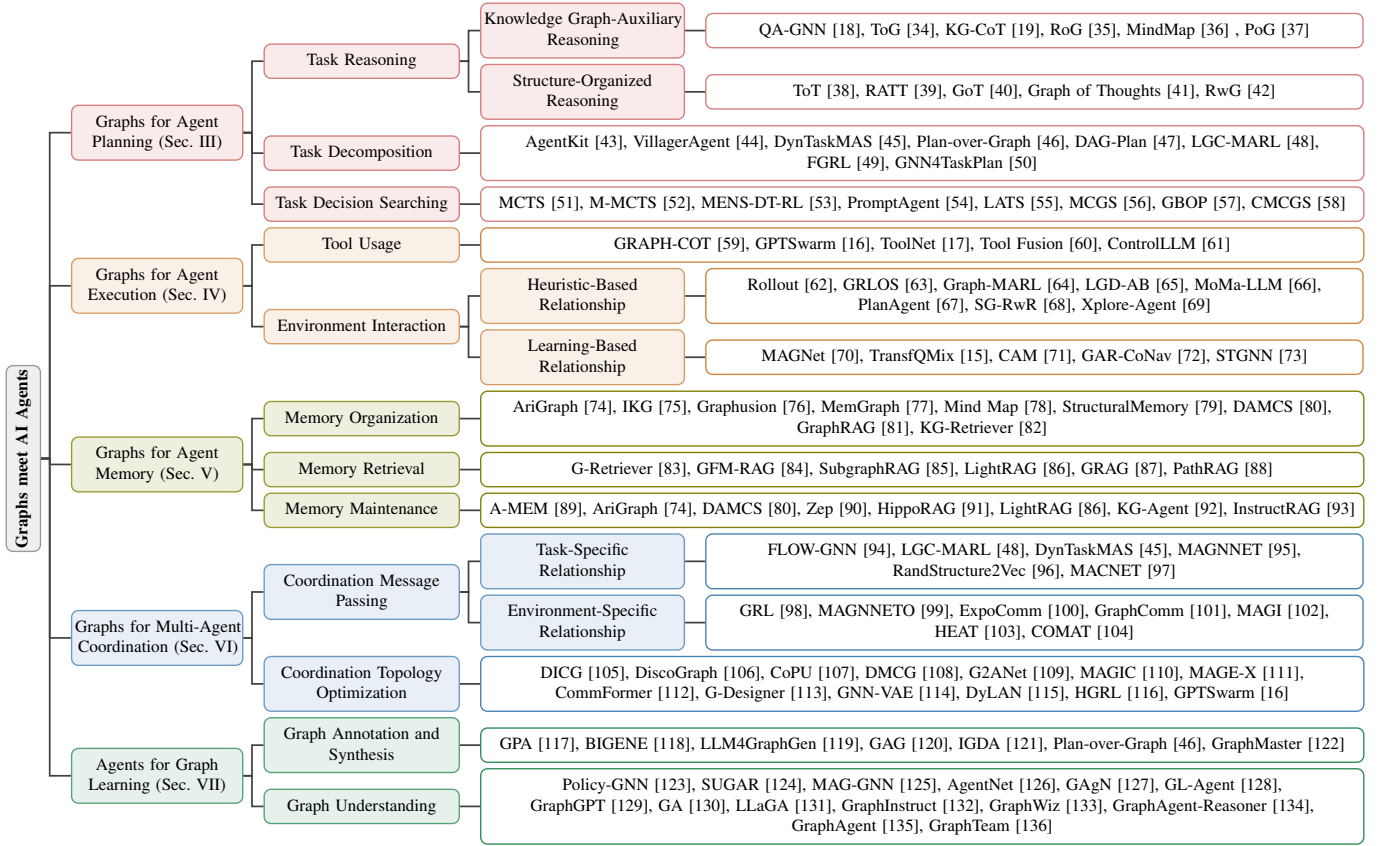 Graphs meet AI Agents
Graphs for Agent
Planning (Sec. III)
Task Reasoning
Knowledge Graph-Auxiliary
Reasoning
QA-GNN [18], ToG [34], KG-CoT [19], RoG [35], MindMap [36] , PoG [37]
Structure-Organized
Reasoning
ToT [38], RATT [39], GoT [40], Graph of Thoughts [41], RwG [42]
Task Decomposition
AgentKit [43], VillagerAgent [44], DynTaskMAS [45], Plan-over-Graph [46], DAG-Plan [47], LGC-MARL [48],
FGRL [49], GNN4TaskPlan [50]
Task Decision Searching
MCTS [51], M-MCTS [52], MENS-DT-RL [53], PromptAgent [54], LATS [55], MCGS [56], GBOP [57], CMCGS [58]
Graphs for Agent
Execution (Sec. IV)
Tool Usage
GRAPH-COT [59], GPTSwarm [16], ToolNet [17], Tool Fusion [60], ControlLLM [61]
Environment Interaction
Heuristic-Based
Relationship
Rollout [62], GRLOS [63], Graph-MARL [64], LGD-AB [65], MoMa-LLM [66],
PlanAgent [67], SG-RwR [68], Xplore-Agent [69]
Learning-Based
Relationship
MAGNet [70], TransfQMix [15], CAM [71], GAR-CoNav [72], STGNN [73]
Graphs for Agent
Memory (Sec. V)
Memory Organization
AriGraph [74], IKG [75], Graphusion [76], MemGraph [77], Mind Map [78], StructuralMemory [79], DAMCS [80],
GraphRAG [81], KG-Retriever [82]
Memory Retrieval
G-Retriever [83], GFM-RAG [84], SubgraphRAG [85], LightRAG [86], GRAG [87], PathRAG [88]
Memory Maintenance
A-MEM [89], AriGraph [74], DAMCS [80], Zep [90], HippoRAG [91], LightRAG [86], KG-Agent [92], InstructRAG [93]
Graphs for Multi-Agent
Coordination (Sec. VI)
Coordination Message
Passing
Task-Specific
Relationship
FLOW-GNN [94], LGC-MARL [48], DynTaskMAS [45], MAGNNET [95],
RandStructure2Vec [96], MACNET [97]
Environment-Specific
Relationship
GRL [98], MAGNNETO [99], ExpoComm [100], GraphComm [101], MAGI [102],
HEAT [103], COMAT [104]
Coordination Topology
Optimization
DICG [105], DiscoGraph [106], CoPU [107], DMCG [108], G2ANet [109], MAGIC [110], MAGE-X [111],
CommFormer [112], G-Designer [113], GNN-VAE [114], DyLAN [115], HGRL [116], GPTSwarm [16]
Agents for Graph
Learning (Sec. VII)
Graph Annotation and
Synthesis
GPA [117], BIGENE [118], LLM4GraphGen [119], GAG [120], IGDA [121], Plan-over-Graph [46], GraphMaster [122]
Graph Understanding
Policy-GNN [123], SUGAR [124], MAG-GNN [125], AgentNet [126], GAgN [127], GL-Agent [128],
GraphGPT [129], GA [130], LLaGA [131], GraphInstruct [132], GraphWiz [133], GraphAgent-Reasoner [134],
GraphAgent [135], GraphTeam [136]